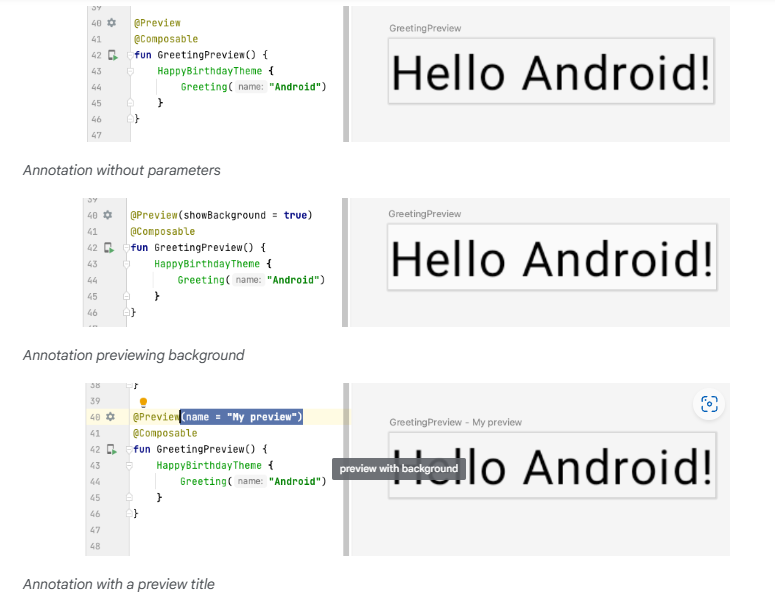 39
40 @Preview
41 @Composable
42 fun GreetingPreview() {
43 HappyBirthdayTheme {
44 Greeting( name: "Android")
45 }
46 }
47
GreetingPreview
Hello Android!
Annotation without parameters
39
40 @Preview(showBackground = true)
41 @Composable
42 fun GreetingPreview() {
43 HappyBirthdayTheme {
44 Greeting( name: "Android")
45 }
46 }
GreetingPreview
Hello Android!
Annotation previewing background
38 }
39
40 @Preview(name = "My preview")
41 @Composable
42 fun GreetingPreview() {
43 HappyBirthdayTheme {
44 Greeting( name: "Android")
45 }
46 }
47
48
GreetingPreview - My preview
preview with background
Hello Android!
Annotation with a preview title